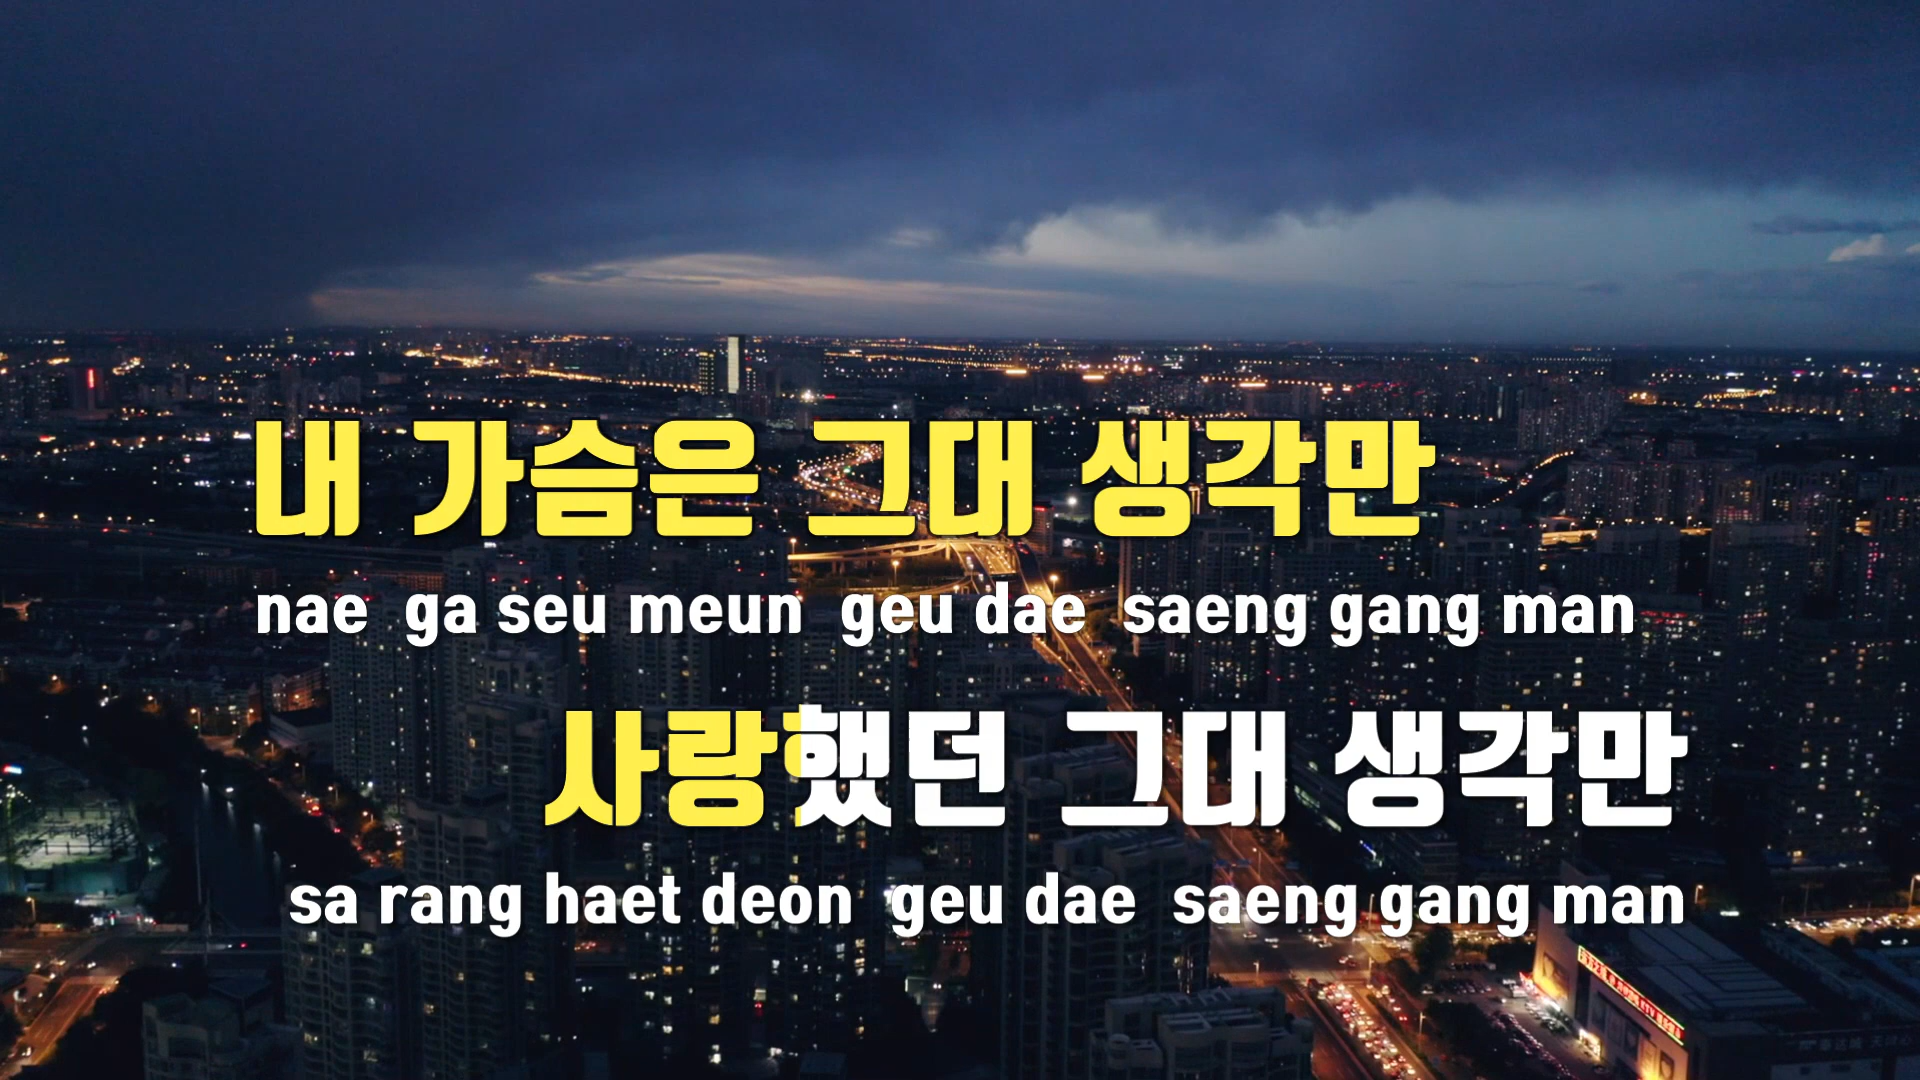 내 가슴은 그대 생각만
nae ga seu meun geu dae saeng gang man
사랑했던 그대 생각만
sa rang haet deon geu dae saeng gang man